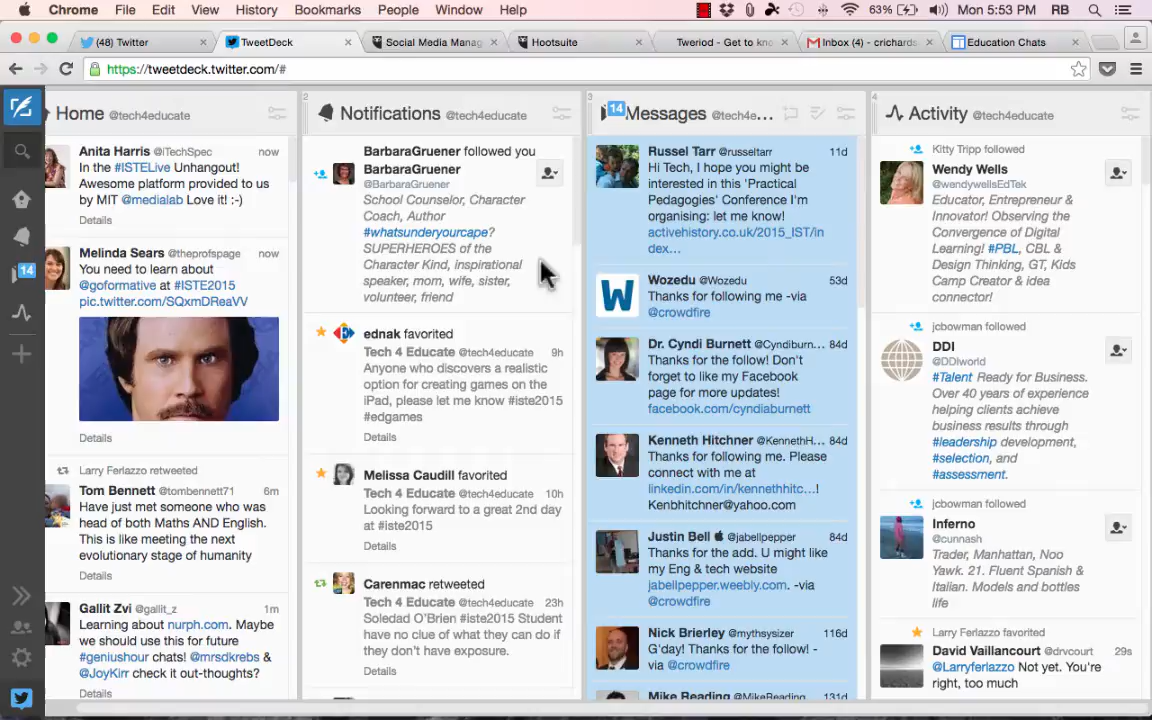 Chrome File Edit View History Bookmarks People Window Help 63% Mon 5:53 PM RB
(48) Twitter TweetDeck Social Media Manag Hootsuite Tweriod - Get to kno Inbox (4) - crichards Education Chats
https://tweetdeck.twitter.com/#
Home @tech4educate
Anita Harris @iTechSpec now
In the #ISTELive Unhangout!
Awesome platform provided to us
by MIT @medialab Love it! :-)
Details
Melinda Sears @theprofspage now
You need to learn about
@goformative at #ISTE2015
pic.twitter.com/SQxmDReaVV
Details
Larry Ferlazzo retweeted
Tom Bennett @tombennett71 6m
Have just met someone who was
head of both Maths AND English.
This is like meeting the next
evolutionary stage of humanity
Details
Gallit Zvi @gallit_z 1m
Learning about nurph.com. Maybe
we should use this for future
#geniushour chats! @mrsdkrebs &
@JoyKirr check it out-thoughts?
Details
14
2
Notifications @tech4educate
BarbaraGruener followed you
BarbaraGruener
@BarbaraGruener
School Counselor, Character
Coach, Author
#whatsunderyourcape?
SUPERHEROES of the
Character Kind, inspirational
speaker, mom, wife, sister,
volunteer, friend
ednak favorited
Tech 4 Educate @tech4educate 9h
Anyone who discovers a realistic
option for creating games on the
iPad, please let me know #iste2015
#edgames
Details
Melissa Caudill favorited
Tech 4 Educate @tech4educate 10h
Looking forward to a great 2nd day
at #iste2015
Details
Carenmac retweeted
Tech 4 Educate @tech4educate 23h
Soledad O'Brien #iste2015 Student
have no clue of what they can do if
they don't have exposure.
Details
3
14 Messages @tech4e...
Russel Tarr @russeltarr 11d
Hi Tech, I hope you might be
interested in this 'Practical
Pedagogies' Conference I'm
organising: let me know!
activehistory.co.uk/2015_IST/in
dex...
Wozedu @Wozedu 53d
Thanks for following me -via
@crowdfire
Dr. Cyndi Burnett @Cyndiburn... 84d
Thanks for the follow! Don't
forget to like my Facebook
page for more updates!
facebook.com/cyndiaburnett
Kenneth Hitchner @KennethH... 84d
Thanks for following me. Please
connect with me at
linkedin.com/in/kennethhitc...!
Kenbhitchner@yahoo.com
Justin Bell @jabellpepper 84d
Thanks for the add. U might like
my Eng & tech website
jabellpepper.weebly.com. -via
@crowdfire
Nick Brierley @mythsysizer 116d
G'day! Thanks for the follow! -
via @crowdfire
Mike Reading @MikeReading 131d
4
Activity @tech4educate
Kitty Tripp followed
Wendy Wells
@wendywellsEdTek
Educator, Entrepreneur &
Innovator! Observing the
Convergence of Digital
Learning! #PBL, CBL &
Design Thinking, GT, Kids
Camp Creator & idea
connector!
jcbowman followed
DDI
@DDIworld
#Talent Ready for Business.
Over 40 years of experience
helping clients achieve
business results through
#leadership development,
#selection, and
#assessment.
jcbowman followed
Inferno
@cunnash
Trader, Manhattan, Noo
Yawk. 21. Fluent Spanish &
Italian. Models and bottles
life
Larry Ferlazzo favorited
David Vaillancourt @drvcourt 29s
@Larryferlazzo Not yet. You're
right, too much